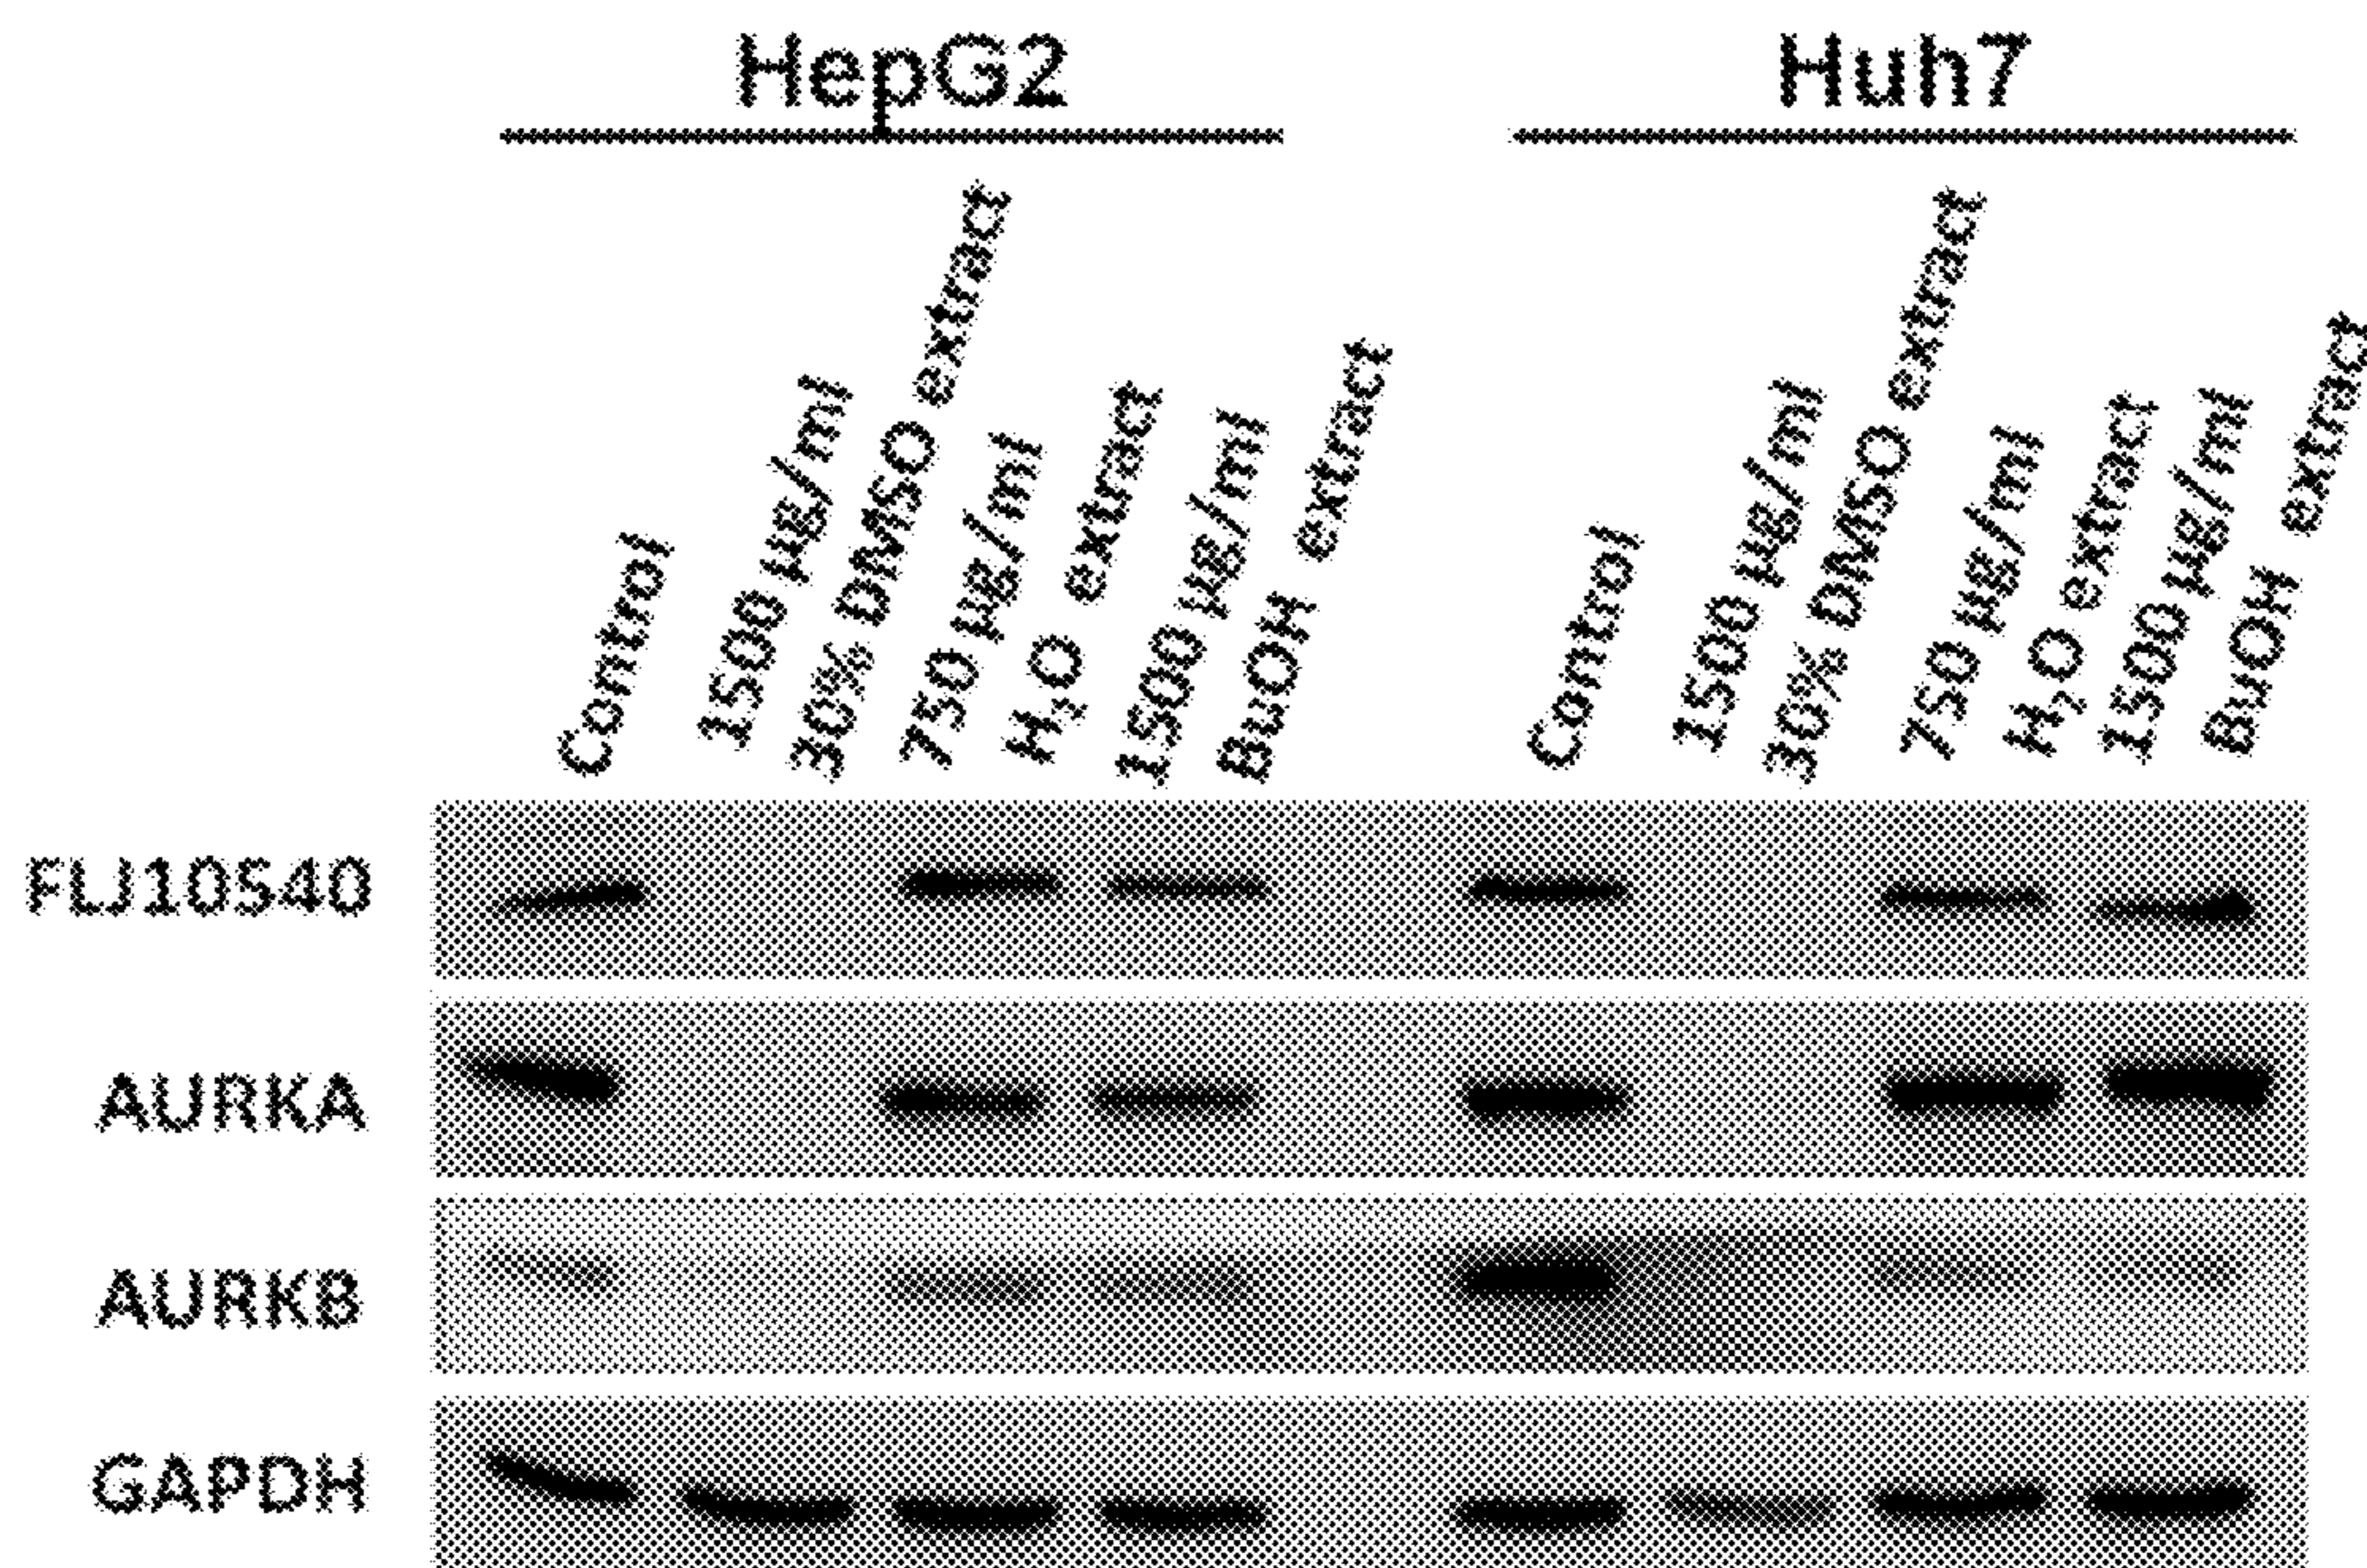 HepG2
Huh7
Control
1500 µg/ml
30% DMSO extract
750 µg/ml
H₂O extract
1500 µg/ml
BuOH extract
Control
1500 µg/ml
30% DMSO extract
750 µg/ml
H₂O extract
1500 µg/ml
BuOH extract
FLJ10540
AURKA
AURKB
GAPDH